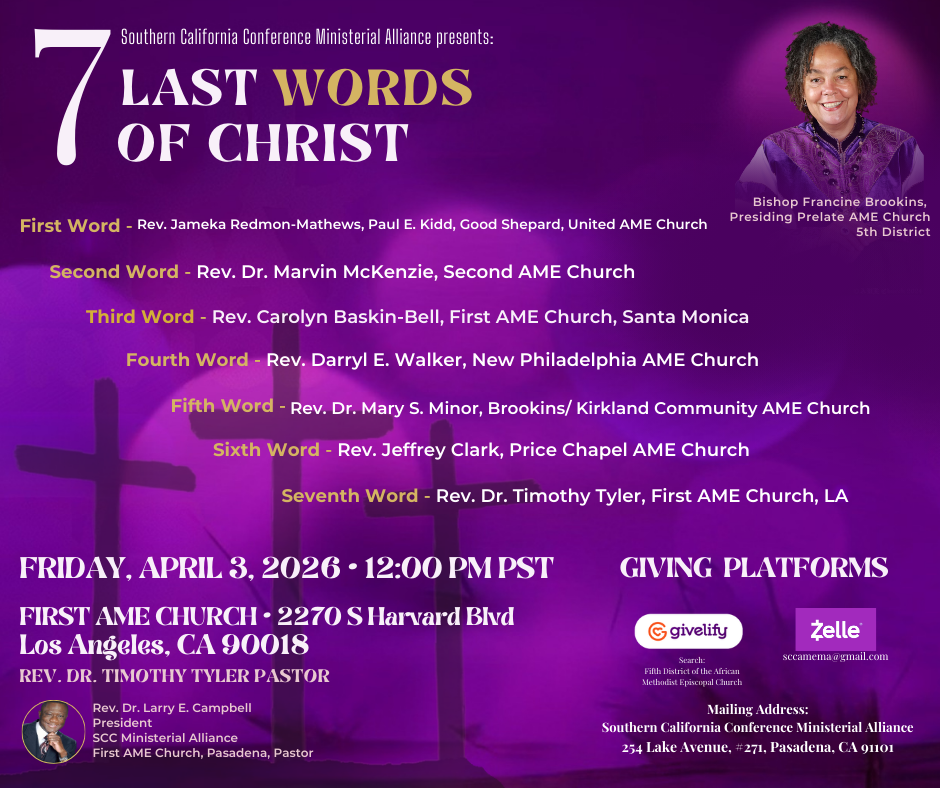 Southern California Conference Ministerial Alliance presents:
7 LAST WORDS
OF CHRIST
Bishop Francine Brookins,
Presiding Prelate AME Church
5th District
First Word - Rev. Jameka Redmon-Mathews, Paul E. Kidd, Good Shepard, United AME Church
Second Word - Rev. Dr. Marvin McKenzie, Second AME Church
Third Word - Rev. Carolyn Baskin-Bell, First AME Church, Santa Monica
Fourth Word - Rev. Darryl E. Walker, New Philadelphia AME Church
Fifth Word - Rev. Dr. Mary S. Minor, Brookins/ Kirkland Community AME Church
Sixth Word - Rev. Jeffrey Clark, Price Chapel AME Church
Seventh Word - Rev. Dr. Timothy Tyler, First AME Church, LA
FRIDAY, APRIL 3, 2026 • 12:00 PM PST
FIRST AME CHURCH • 2270 S Harvard Blvd
Los Angeles, CA 90018
REV. DR. TIMOTHY TYLER PASTOR
Rev. Dr. Larry E. Campbell
President
SCC Ministerial Alliance
First AME Church, Pasadena, Pastor
GIVING PLATFORMS
givelify
Search:
Fifth District of the African
Methodist Episcopal Church
Zelle®
sccamema@gmail.com
Mailing Address:
Southern California Conference Ministerial Alliance
254 Lake Avenue, #271, Pasadena, CA 91101